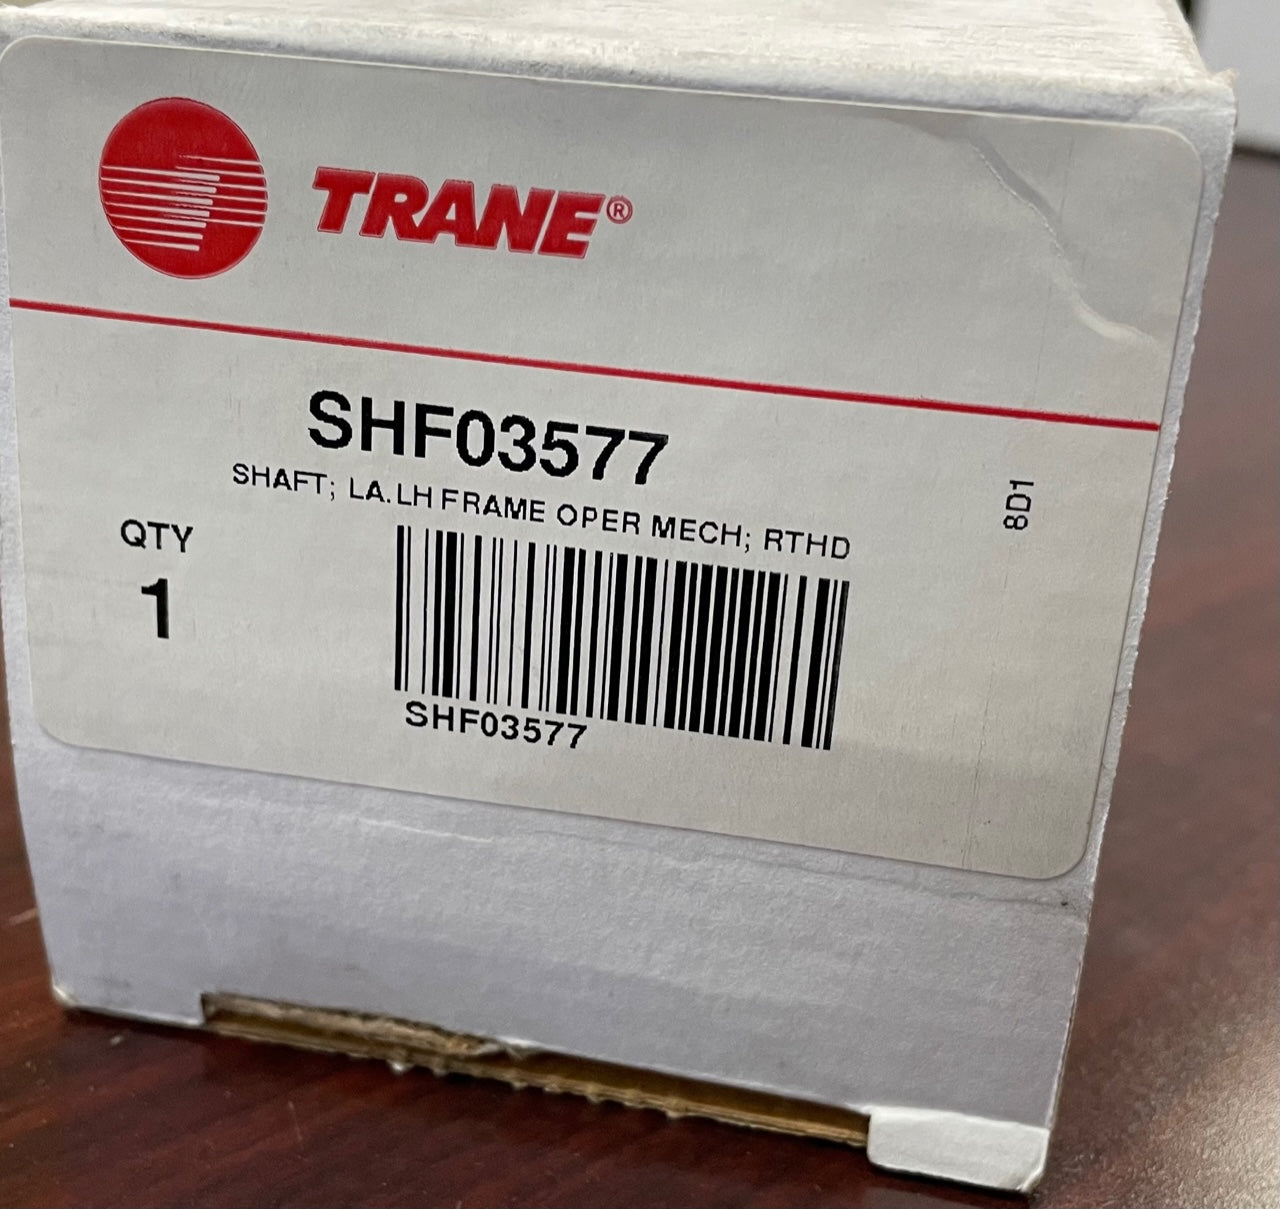 TRANE®
SHF03577
SHAFT; LA.LH FRAME OPER MECH; RTHD
8D1
QTY
1
SHF03577